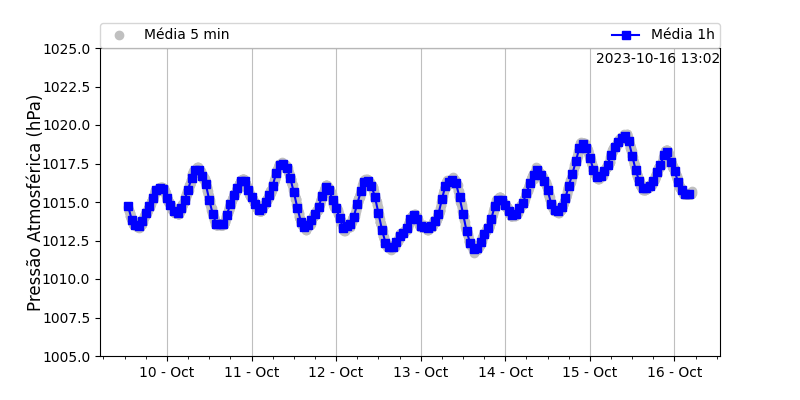 Média 5 min
Média 1h
2023-10-16 13:02
Pressão Atmosférica (hPa)
1025.0
1022.5
1020.0
1017.5
1015.0
1012.5
1010.0
1007.5
1005.0
10 - Oct
11 - Oct
12 - Oct
13 - Oct
14 - Oct
15 - Oct
16 - Oct